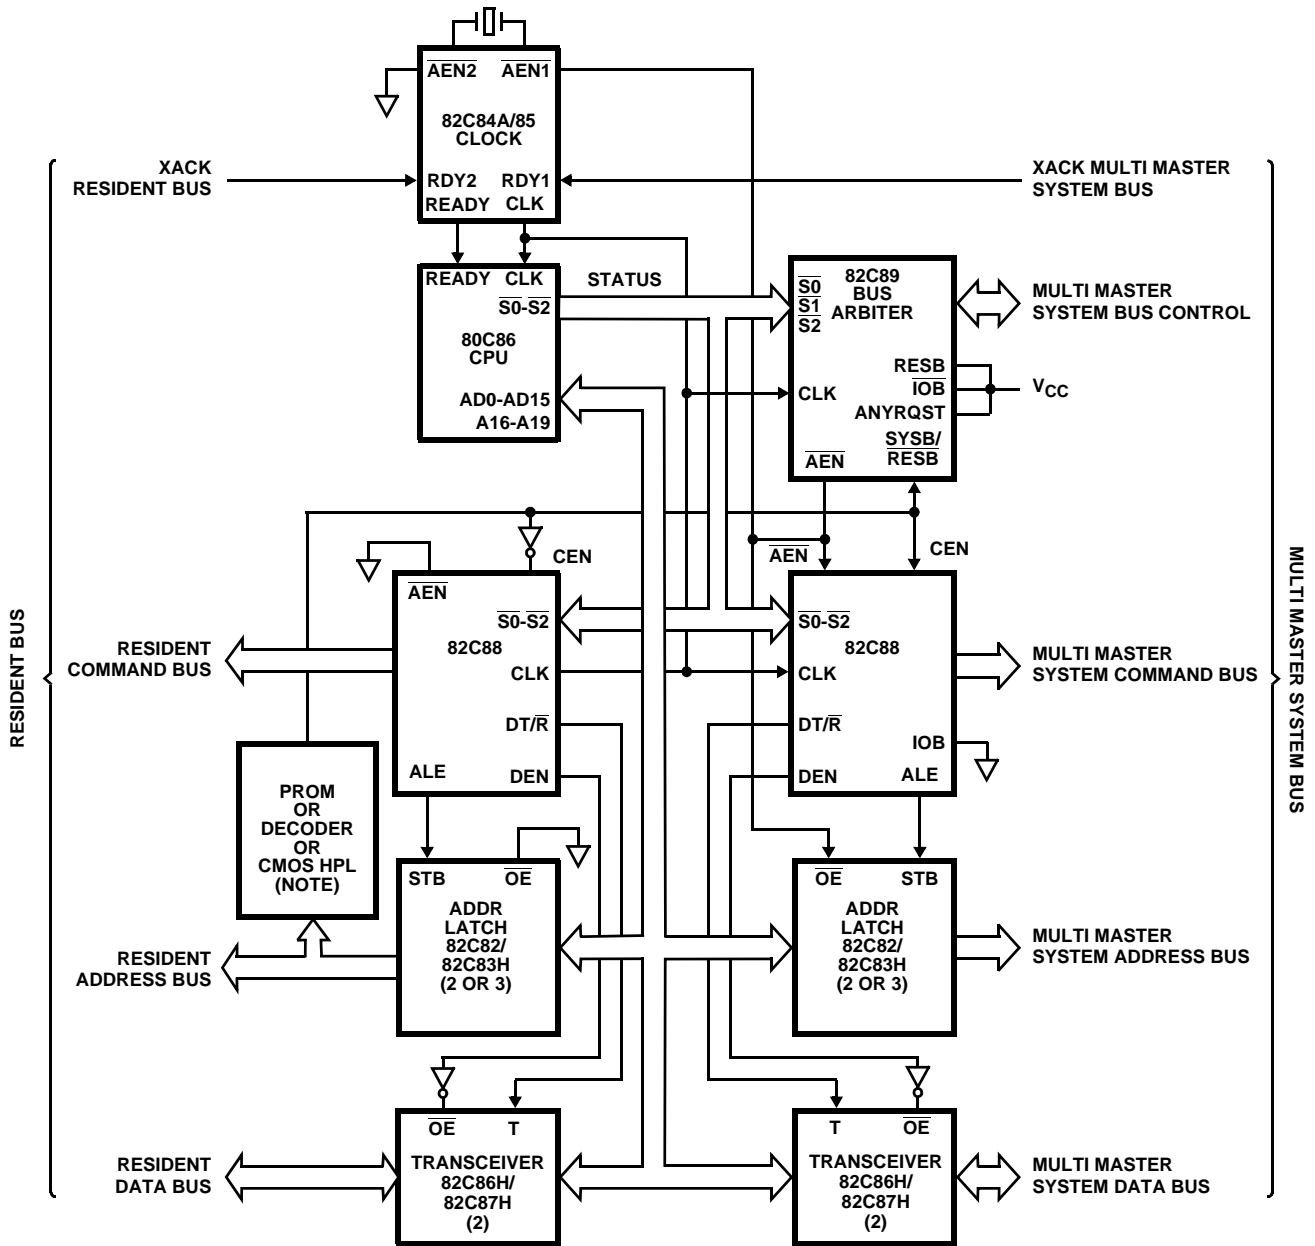 AEN2
AEN1
82C84A/85
CLOCK
RDY2
RDY1
READY
CLK
XACK
RESIDENT BUS
XACK MULTI MASTER
SYSTEM BUS
READY
CLK
S0-S2
80C86
CPU
AD0-AD15
A16-A19
STATUS
S0
S1
S2
82C89
BUS
ARBITER
CLK
RESB
IOB
ANYRQST
SYSB/
RESB
AEN
MULTI MASTER
SYSTEM BUS CONTROL
VCC
CEN
AEN
CEN
AEN
S0-S2
82C88
CLK
DT/R
ALE
DEN
S0-S2
82C88
CLK
DT/R
IOB
DEN
ALE
RESIDENT
COMMAND BUS
MULTI MASTER
SYSTEM COMMAND BUS
RESIDENT BUS
MULTI MASTER SYSTEM BUS
PROM
OR
DECODER
OR
CMOS HPL
(NOTE)
STB
OE
ADDR
LATCH
82C82/
82C83H
(2 OR 3)
OE
STB
ADDR
LATCH
82C82/
82C83H
(2 OR 3)
RESIDENT
ADDRESS BUS
MULTI MASTER
SYSTEM ADDRESS BUS
OE
T
TRANSCEIVER
82C86H/
82C87H
(2)
T
OE
TRANSCEIVER
82C86H/
82C87H
(2)
RESIDENT
DATA BUS
MULTI MASTER
SYSTEM DATA BUS